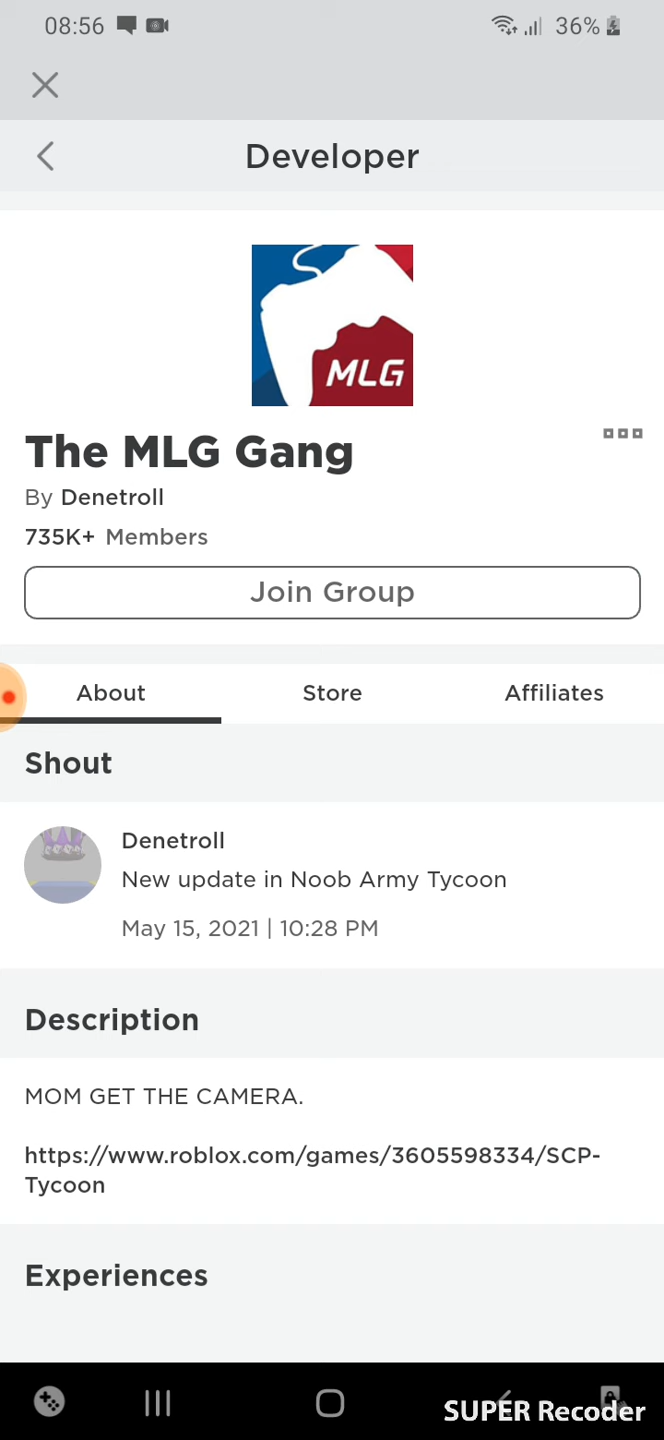 08:56
36%
Developer
MLG
The MLG Gang
By Denetroll
735K+ Members
Join Group
About Store Affiliates
Shout
Denetroll
New update in Noob Army Tycoon
May 15, 2021 | 10:28 PM
Description
MOM GET THE CAMERA.
https://www.roblox.com/games/3605598334/SCP-
Tycoon
Experiences
SUPER Recoder